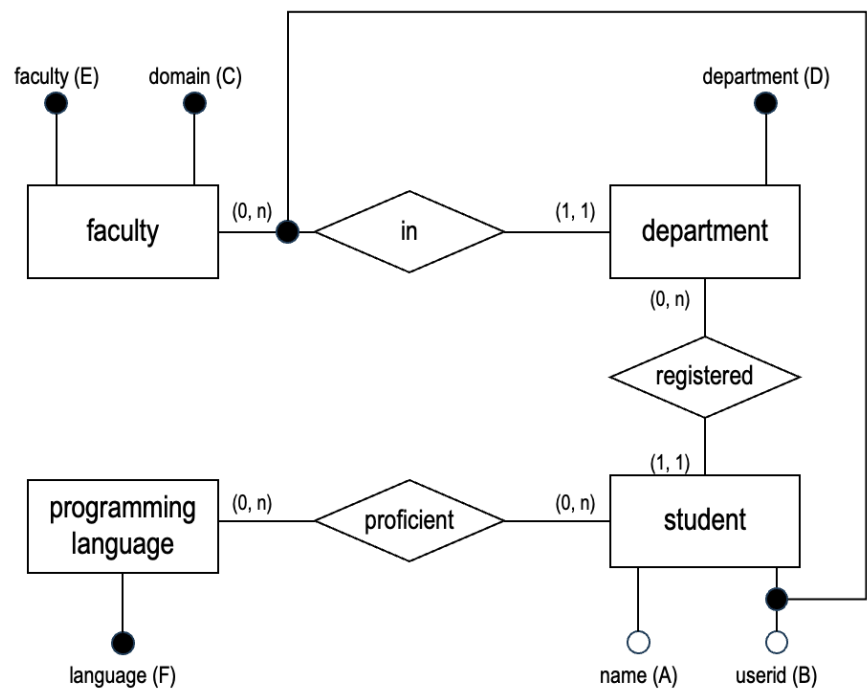 faculty (E)
domain (C)
department (D)
faculty
(0, n)
in
(1, 1)
department
(0, n)
registered
(1, 1)
programming
language
(0, n)
proficient
(0, n)
student
language (F)
name (A)
userid (B)